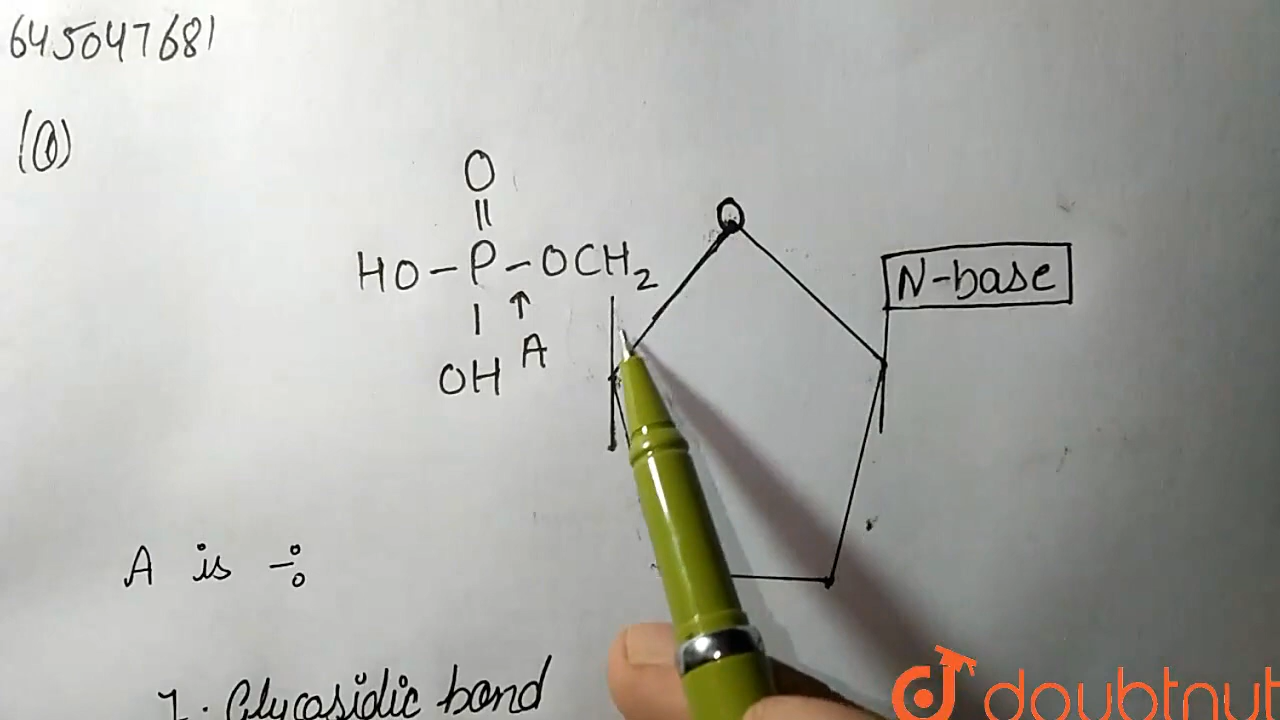 645047681
(Q)
O
||
HO-P-OCH2
N-base
OH
A
O
A is -:
1. Glycosidic bond
doubtnut